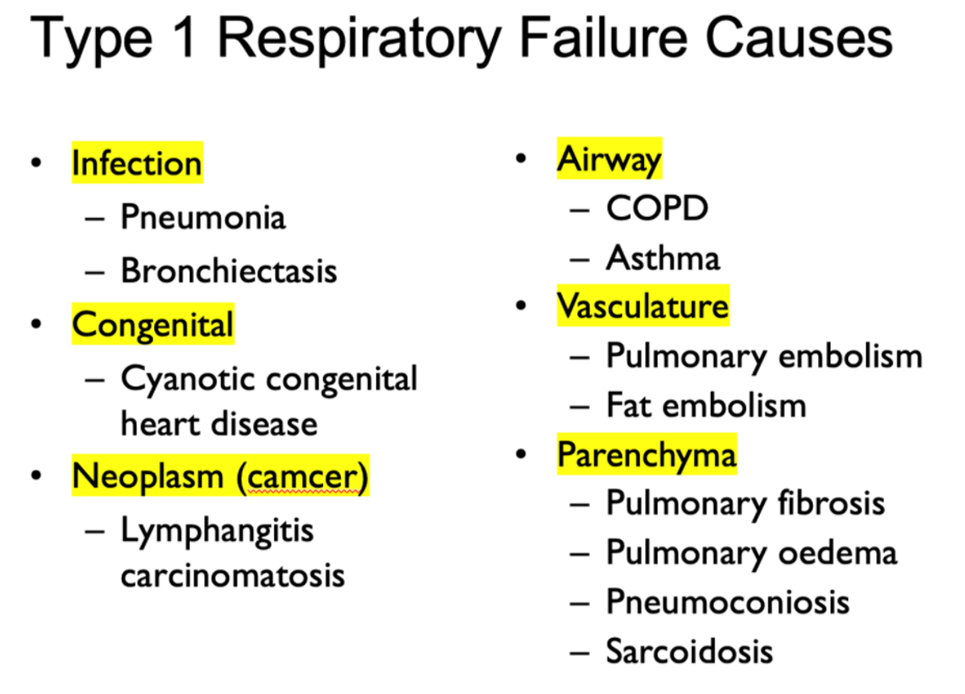 Type 1 Respiratory Failure Causes
• Infection
– Pneumonia
– Bronchiectasis
• Congenital
– Cyanotic congenital
heart disease
• Neoplasm (camcer)
– Lymphangitis
carcinomatosis
• Airway
– COPD
– Asthma
• Vasculature
– Pulmonary embolism
– Fat embolism
• Parenchyma
– Pulmonary fibrosis
– Pulmonary oedema
– Pneumoconiosis
– Sarcoidosis